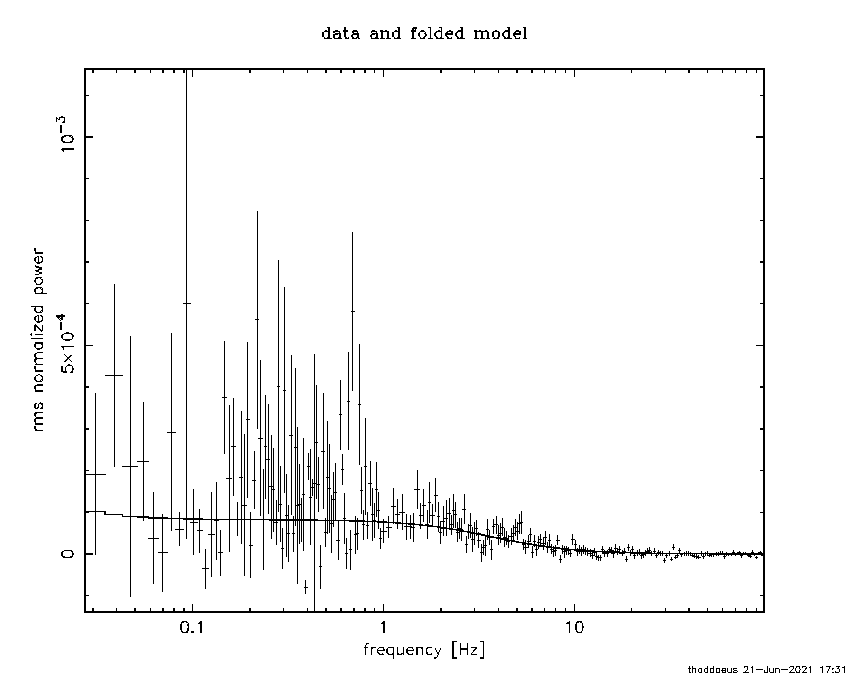 data and folded model
10⁻³
5×10⁻⁴
0
rms normalized power
0.1 1 10
frequency [Hz]
thaddaeus 21-Jun-2021 17:31